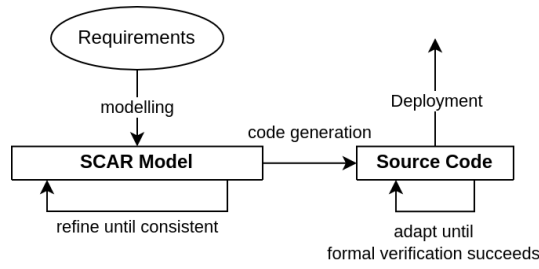 Requirements
modelling
Deployment
code generation
SCAR Model
Source Code
refine until consistent
adapt until
formal verification succeeds